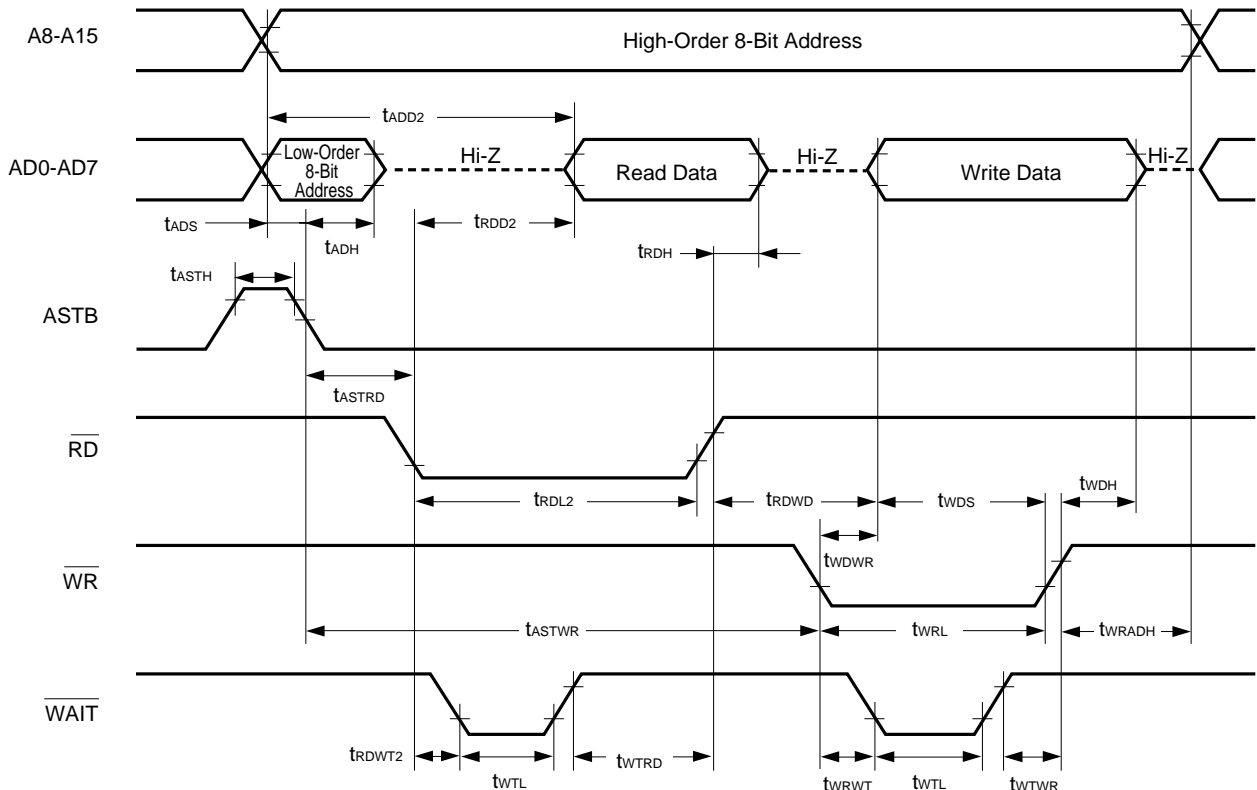 A8-A15
High-Order 8-Bit Address
tADD2
AD0-AD7
Low-Order
8-Bit
Address
Hi-Z
Read Data
Hi-Z
Write Data
Hi-Z
tADS
tADH
tRDD2
tRDH
tASTH
ASTB
tASTRD
RD
tRDL2
tRDWD
tWDS
tWDH
tWDWR
WR
tASTWR
tWRL
tWRADH
WAIT
tRDWT2
tWTL
tWTRD
tWRWT
tWTL
tWTWR